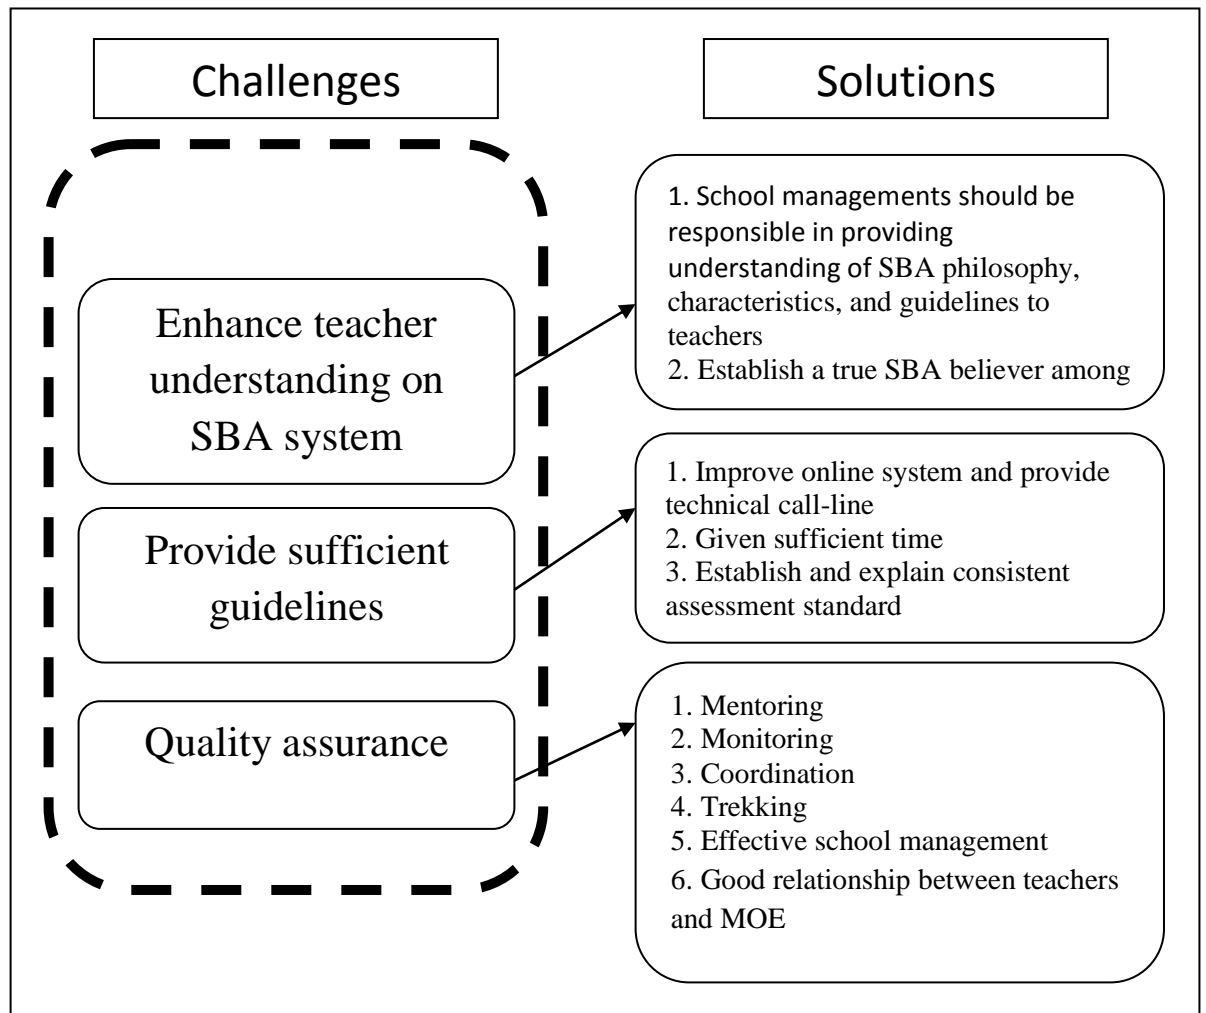 Challenges
Solutions
Enhance teacher
understanding on
SBA system
1. School managements should be
responsible in providing
understanding of SBA philosophy,
characteristics, and guidelines to
teachers
2. Establish a true SBA believer among
Provide sufficient
guidelines
1. Improve online system and provide
technical call-line
2. Given sufficient time
3. Establish and explain consistent
assessment standard
Quality assurance
1. Mentoring
2. Monitoring
3. Coordination
4. Trekking
5. Effective school management
6. Good relationship between teachers
and MOE